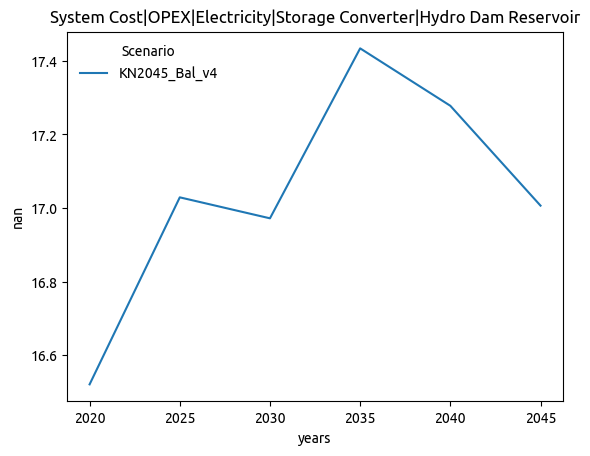 System Cost|OPEX|Electricity|Storage Converter|Hydro Dam Reservoir
Scenario
KN2045_Bal_v4
17.4
17.2
17.0
16.8
16.6
nan
2020 2025 2030 2035 2040 2045
years